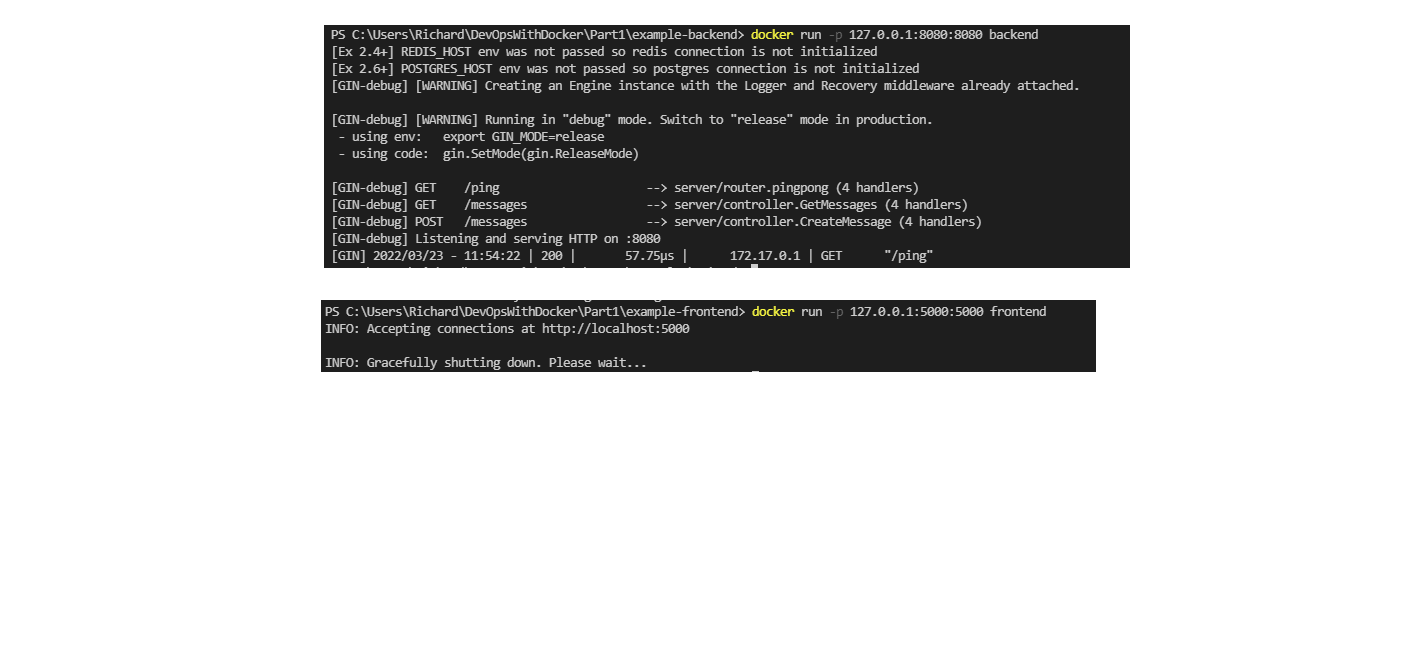 PS C:\Users\Richard\DevOpsWithDocker\Part1\example-backend> docker run -p 127.0.0.1:8080:8080 backend
[Ex 2.4+] REDIS_HOST env was not passed so redis connection is not initialized
[Ex 2.6+] POSTGRES_HOST env was not passed so postgres connection is not initialized
[GIN-debug] [WARNING] Creating an Engine instance with the Logger and Recovery middleware already attached.
[GIN-debug] [WARNING] Running in "debug" mode. Switch to "release" mode in production.
 - using env:   export GIN_MODE=release
 - using code:  gin.SetMode(gin.ReleaseMode)
[GIN-debug] GET    /ping                     --> server/router.pingpong (4 handlers)
[GIN-debug] GET    /messages                 --> server/controller.GetMessages (4 handlers)
[GIN-debug] POST   /messages                 --> server/controller.CreateMessage (4 handlers)
[GIN-debug] Listening and serving HTTP on :8080
[GIN] 2022/03/23 - 11:54:22 | 200 |       57.75µs |      172.17.0.1 | GET      "/ping"
PS C:\Users\Richard\DevOpsWithDocker\Part1\example-frontend> docker run -p 127.0.0.1:5000:5000 frontend
INFO: Accepting connections at http://localhost:5000
INFO: Gracefully shutting down. Please wait...